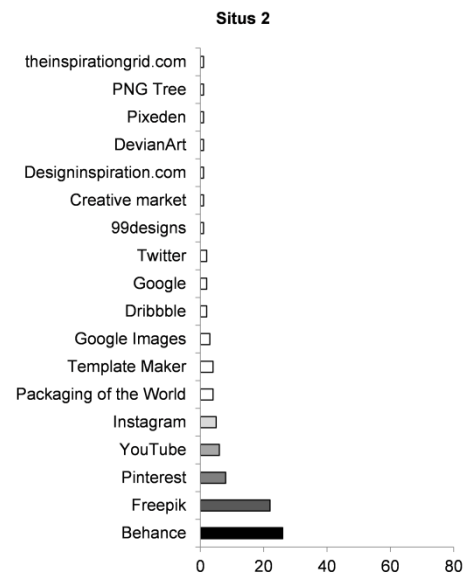 Situs 2
theinspirationgrid.com
PNG Tree
Pixeden
DevianArt
Designinspiration.com
Creative market
99designs
Twitter
Google
Dribbble
Google Images
Template Maker
Packaging of the World
Instagram
YouTube
Pinterest
Freepik
Behance
0 20 40 60 80